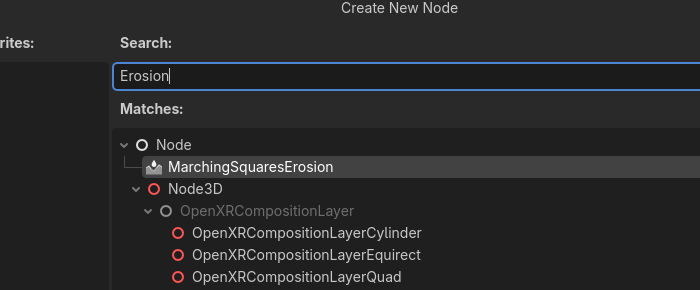 Create New Node
rites:
Search:
Erosion
Matches:
Node
MarchingSquaresErosion
Node3D
OpenXRCompositionLayer
OpenXRCompositionLayerCylinder
OpenXRCompositionLayerEquirect
OpenXRCompositionLayerQuad